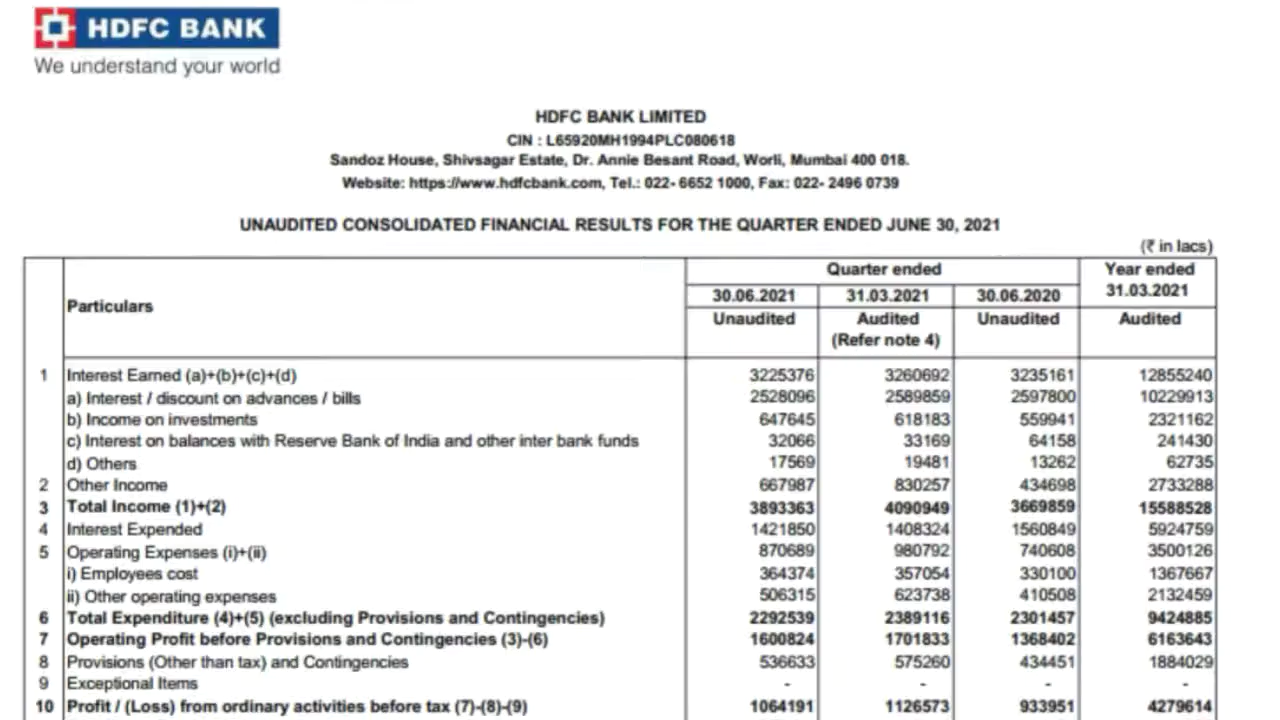 HDFC BANK
We understand your world
HDFC BANK LIMITED
CIN : L65920MH1994PLC080618
Sandoz House, Shivsagar Estate, Dr. Annie Besant Road, Worli, Mumbai 400 018.
Website: https://www.hdfcbank.com, Tel.: 022- 6652 1000, Fax: 022- 2496 0739
UNAUDITED CONSOLIDATED FINANCIAL RESULTS FOR THE QUARTER ENDED JUNE 30, 2021
(₹ in lacs)
Particulars Quarter ended Year ended
30.06.2021 31.03.2021 30.06.2020 31.03.2021
Unaudited Audited Unaudited Audited
(Refer note 4)
1 Interest Earned (a)+(b)+(c)+(d) 3225376 3260692 3235161 12855240
a) Interest / discount on advances / bills 2528096 2589859 2597800 10229913
b) Income on investments 647645 618183 559941 2321162
c) Interest on balances with Reserve Bank of India and other inter bank funds 32066 33169 64158 241430
d) Others 17569 19481 13262 62735
2 Other Income 667987 830257 434698 2733288
3 Total Income (1)+(2) 3893363 4090949 3669859 15588528
4 Interest Expended 1421850 1408324 1560849 5924759
5 Operating Expenses (i)+(ii) 870689 980792 740608 3500126
i) Employees cost 364374 357054 330100 1367667
ii) Other operating expenses 506315 623738 410508 2132459
6 Total Expenditure (4)+(5) (excluding Provisions and Contingencies) 2292539 2389116 2301457 9424885
7 Operating Profit before Provisions and Contingencies (3)-(6) 1600824 1701833 1368402 6163643
8 Provisions (Other than tax) and Contingencies 536633 575260 434451 1884029
9 Exceptional Items - - - -
10 Profit / (Loss) from ordinary activities before tax (7)-(8)-(9) 1064191 1126573 933951 4279614